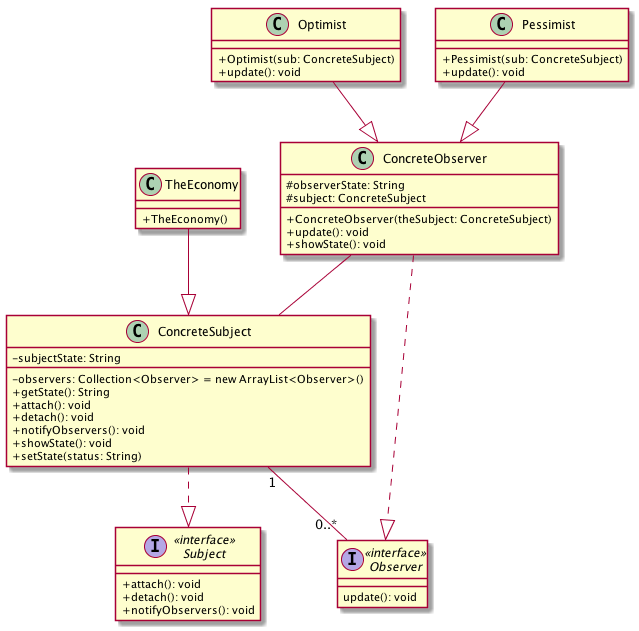 C Optimist
+Optimist(sub: ConcreteSubject)
+update(): void
C Pessimist
+Pessimist(sub: ConcreteSubject)
+update(): void
C ConcreteObserver
#observerState: String
#subject: ConcreteSubject
+ConcreteObserver(theSubject: ConcreteSubject)
+update(): void
+showState(): void
C TheEconomy
+TheEconomy()
C ConcreteSubject
-subjectState: String
-observers: Collection<Observer> = new ArrayList<Observer>()
+getState(): String
+attach(): void
+detach(): void
+notifyObservers(): void
+showState(): void
+setState(status: String)
1
0..*
I «interface»
Subject
+attach(): void
+detach(): void
+notifyObservers(): void
I «interface»
Observer
update(): void